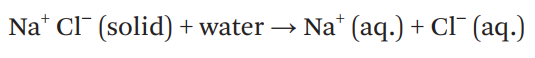 Na⁺ Cl⁻ (solid) + water → Na⁺ (aq.) + Cl⁻ (aq.)